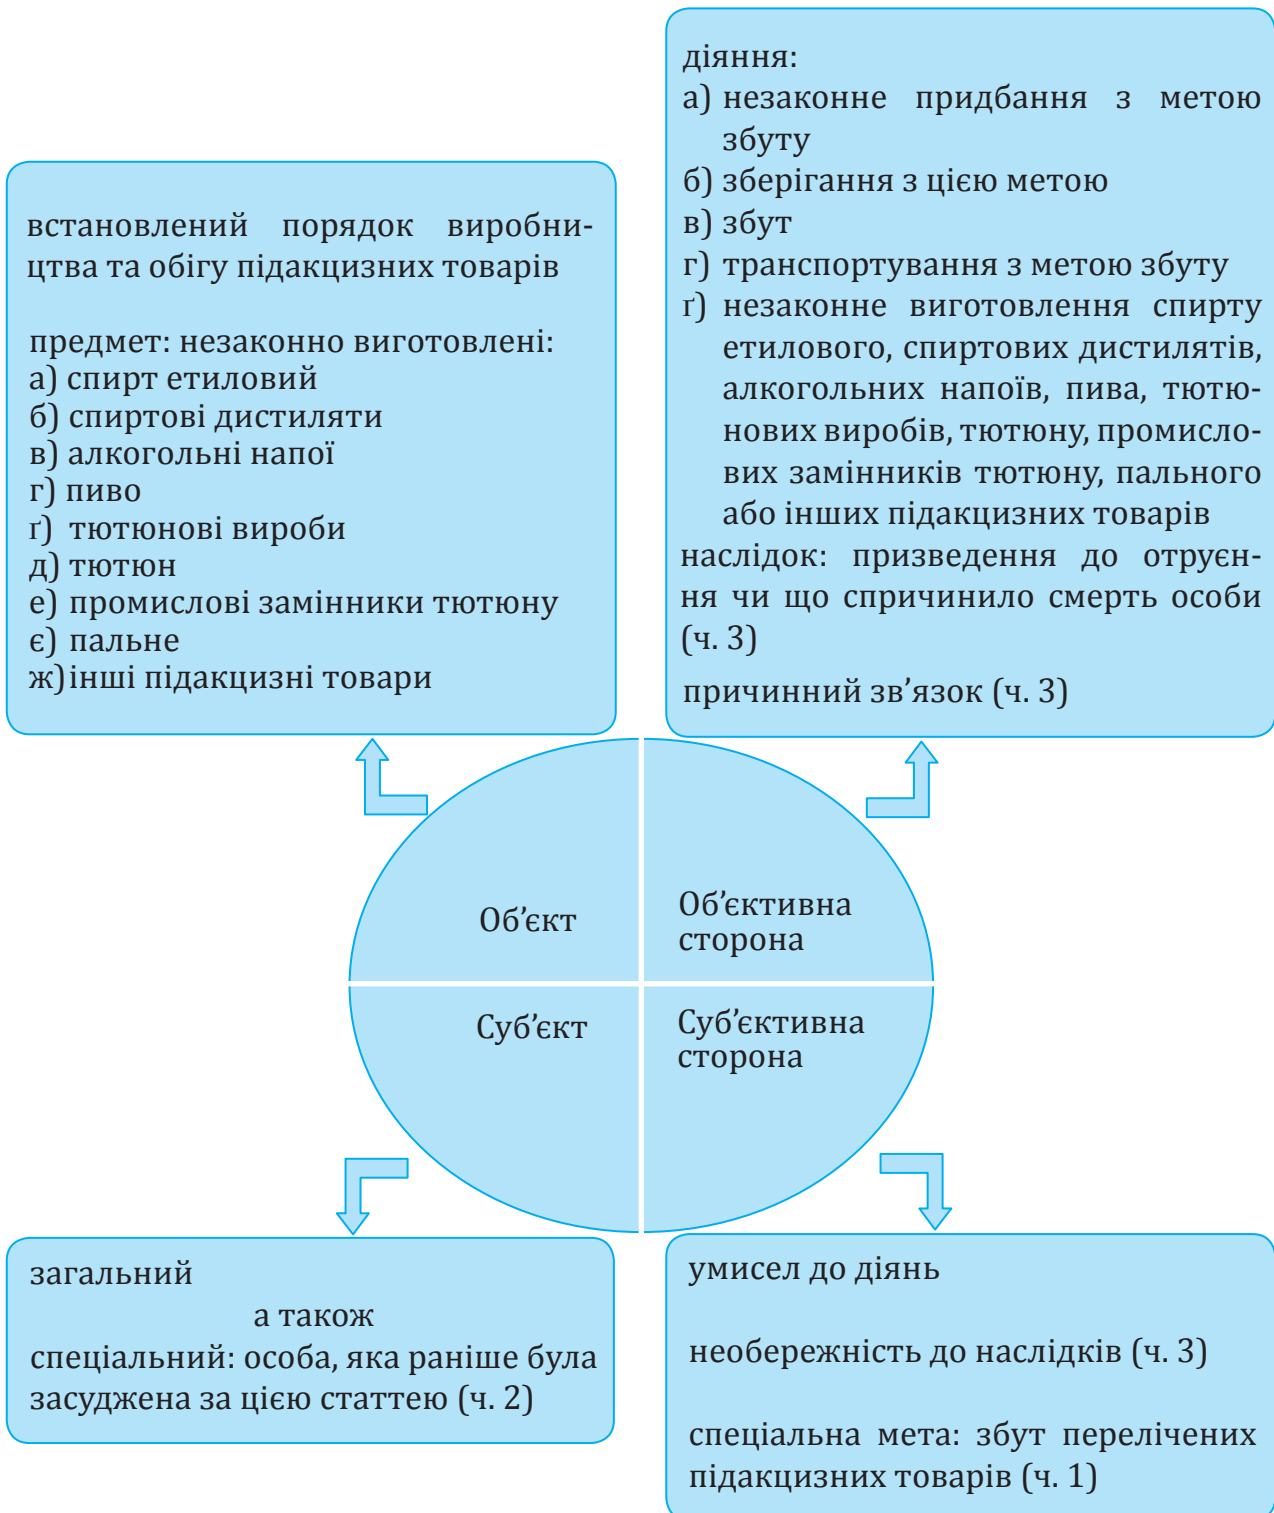 встановлений порядок виробни-
цтва та обігу підакцизних товарів
предмет: незаконно виготовлені:
а) спирт етиловий
б) спиртові дистиляти
в) алкогольні напої
г) пиво
ґ) тютюнові вироби
д) тютюн
е) промислові замінники тютюну
є) пальне
ж) інші підакцизні товари
діяння:
а) незаконне придбання з метою
збуту
б) зберігання з цією метою
в) збут
г) транспортування з метою збуту
ґ) незаконне виготовлення спирту
етилового, спиртових дистилятів,
алкогольних напоїв, пива, тютю-
нових виробів, тютюну, промисло-
вих замінників тютюну, пального
або інших підакцизних товарів
наслідок: призведення до отруєн-
ня чи що спричинило смерть особи
(ч. 3)
причинний зв’язок (ч. 3)
Об’єкт
Об’єктивна
сторона
Суб’єкт
Суб’єктивна
сторона
загальний
а також
спеціальний: особа, яка раніше була
засуджена за цією статтею (ч. 2)
умисел до діянь
необережність до наслідків (ч. 3)
спеціальна мета: збут перелічених
підакцизних товарів (ч. 1)